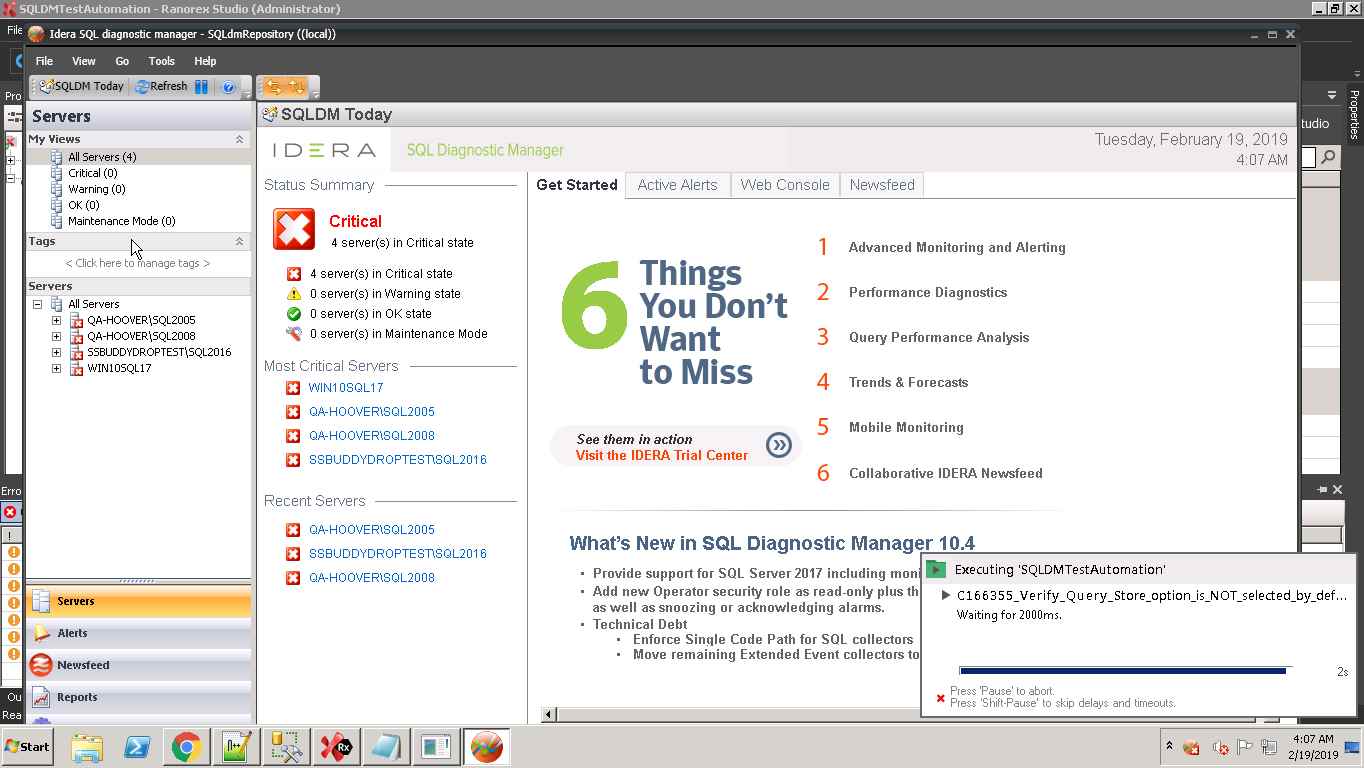 SQLDMTestAutomation - Ranorex Studio (Administrator)
File
Idera SQL diagnostic manager - SQLdmRepository ((local))
File View Go Tools Help
SQLDM Today Refresh
Pro
Properties
tudio
Servers
My Views
All Servers (4)
Critical (0)
Warning (0)
OK (0)
Maintenance Mode (0)
Tags
< Click here to manage tags >
Servers
All Servers
QA-HOOVER\SQL2005
QA-HOOVER\SQL2008
SSBUDDYDROPTEST\SQL2016
WIN10SQL17
Servers
Alerts
Newsfeed
Reports
Erro
!
Ou
Rea
SQLDM Today
IDERA SQL Diagnostic Manager
Tuesday, February 19, 2019
4:07 AM
Status Summary
Critical
4 server(s) in Critical state
4 server(s) in Critical state
0 server(s) in Warning state
0 server(s) in OK state
0 server(s) in Maintenance Mode
Most Critical Servers
WIN10SQL17
QA-HOOVER\SQL2005
QA-HOOVER\SQL2008
SSBUDDYDROPTEST\SQL2016
Recent Servers
QA-HOOVER\SQL2005
SSBUDDYDROPTEST\SQL2016
QA-HOOVER\SQL2008
Get Started Active Alerts Web Console Newsfeed
6 Things
You Don't
Want
to Miss
See them in action
Visit the IDERA Trial Center
1 Advanced Monitoring and Alerting
2 Performance Diagnostics
3 Query Performance Analysis
4 Trends & Forecasts
5 Mobile Monitoring
6 Collaborative IDERA Newsfeed
What's New in SQL Diagnostic Manager 10.4
• Provide support for SQL Server 2017 including moni
• Add new Operator security role as read-only plus th
as well as snoozing or acknowledging alarms.
• Technical Debt
• Enforce Single Code Path for SQL collectors
• Move remaining Extended Event collectors to
Executing 'SQLDMTestAutomation'
C166355_Verify_Query_Store_option_is_NOT_selected_by_def...
Waiting for 2000ms.
2s
Press 'Pause' to abort.
Press 'Shift-Pause' to skip delays and timeouts.
Start
Rx
4:07 AM
2/19/2019